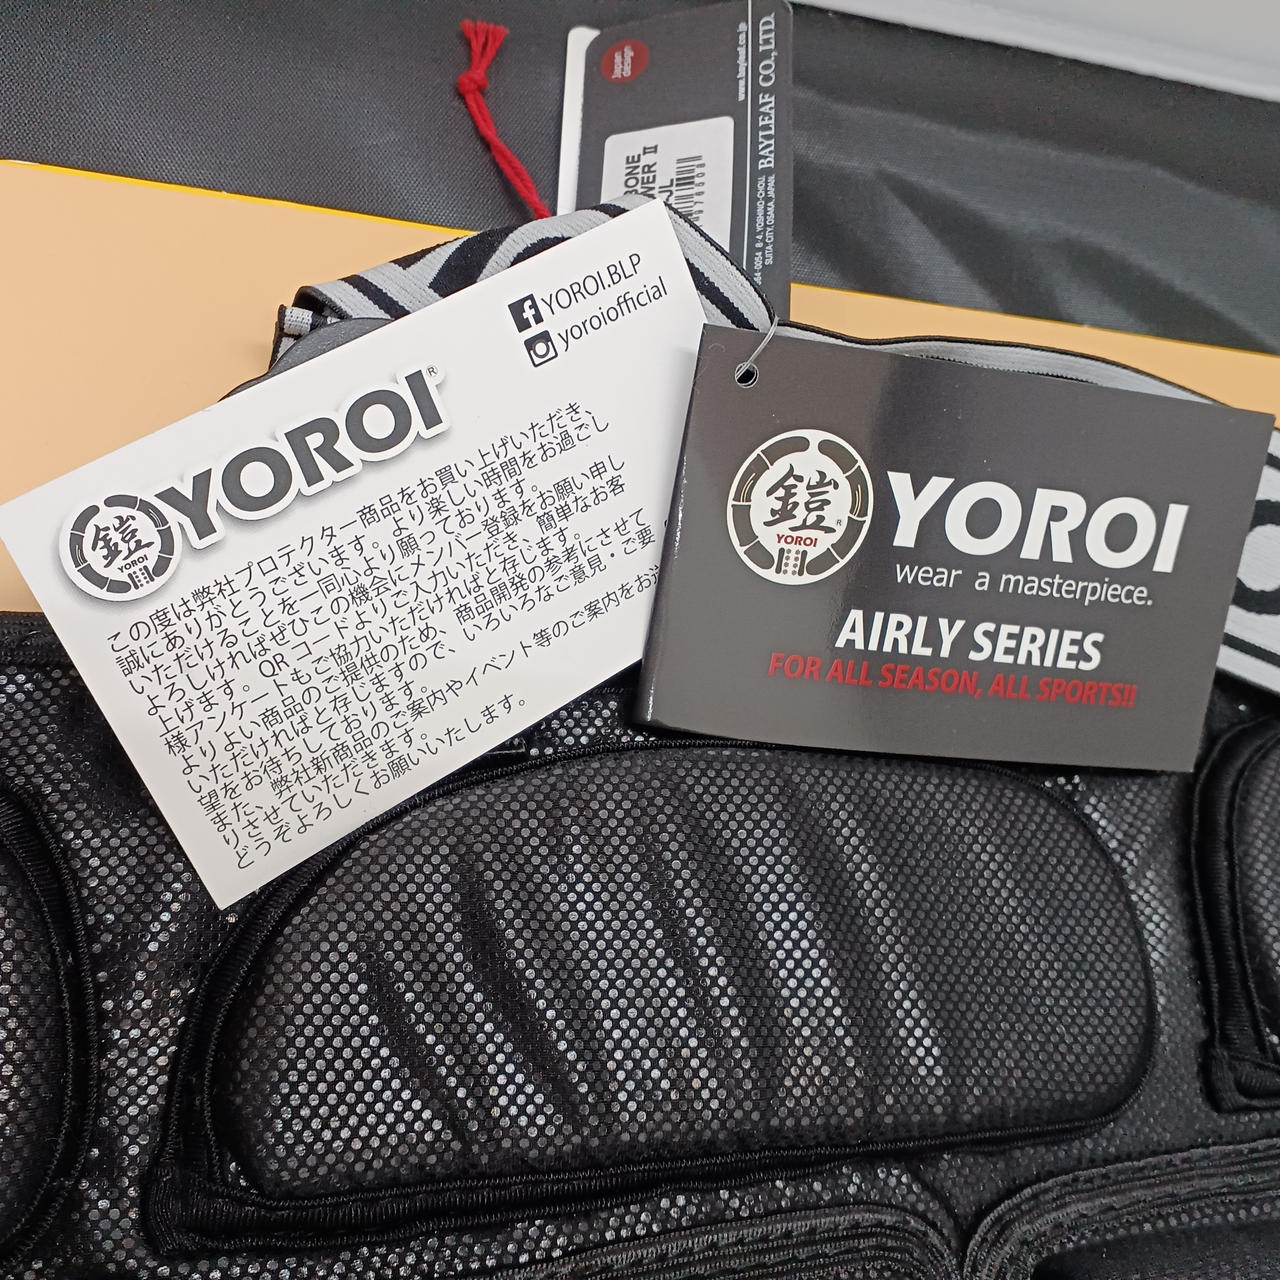 Japan
design
www.bayleaf.co.jp
BAYLEAF CO.,LTD.
8-4, YOSHINO-CHO,
SUITA-CITY, OSAKA, JAPAN.
BONE
II
YOROI.BLP
yoroiofficial
鎧
YOROI
YOROI®
この度は弊社プロテクター商品をお買い上げいただき、
誠にありがとうございます。より楽しい時間をお過ごし
いただけることを一同心より願っております。
よろしければぜひこの機会にメンバー登録をお願い申し
上げます。QRコードよりご入力いただき、簡単なお客
様アンケートもご協力いただければと存じます。
よりよい商品のご提供のため、商品開発の参考にさせて
いただければと存じますので、いろいろなご意見・ご要
望をお待ちしております。
また、弊社新商品のご案内やイベント等のご案内をお
りさせていただきます。
どうぞよろしくお願いいたします。
鎧®
YOROI
YOROI
wear a masterpiece.
AIRLY SERIES
FOR ALL SEASON, ALL SPORTS!!